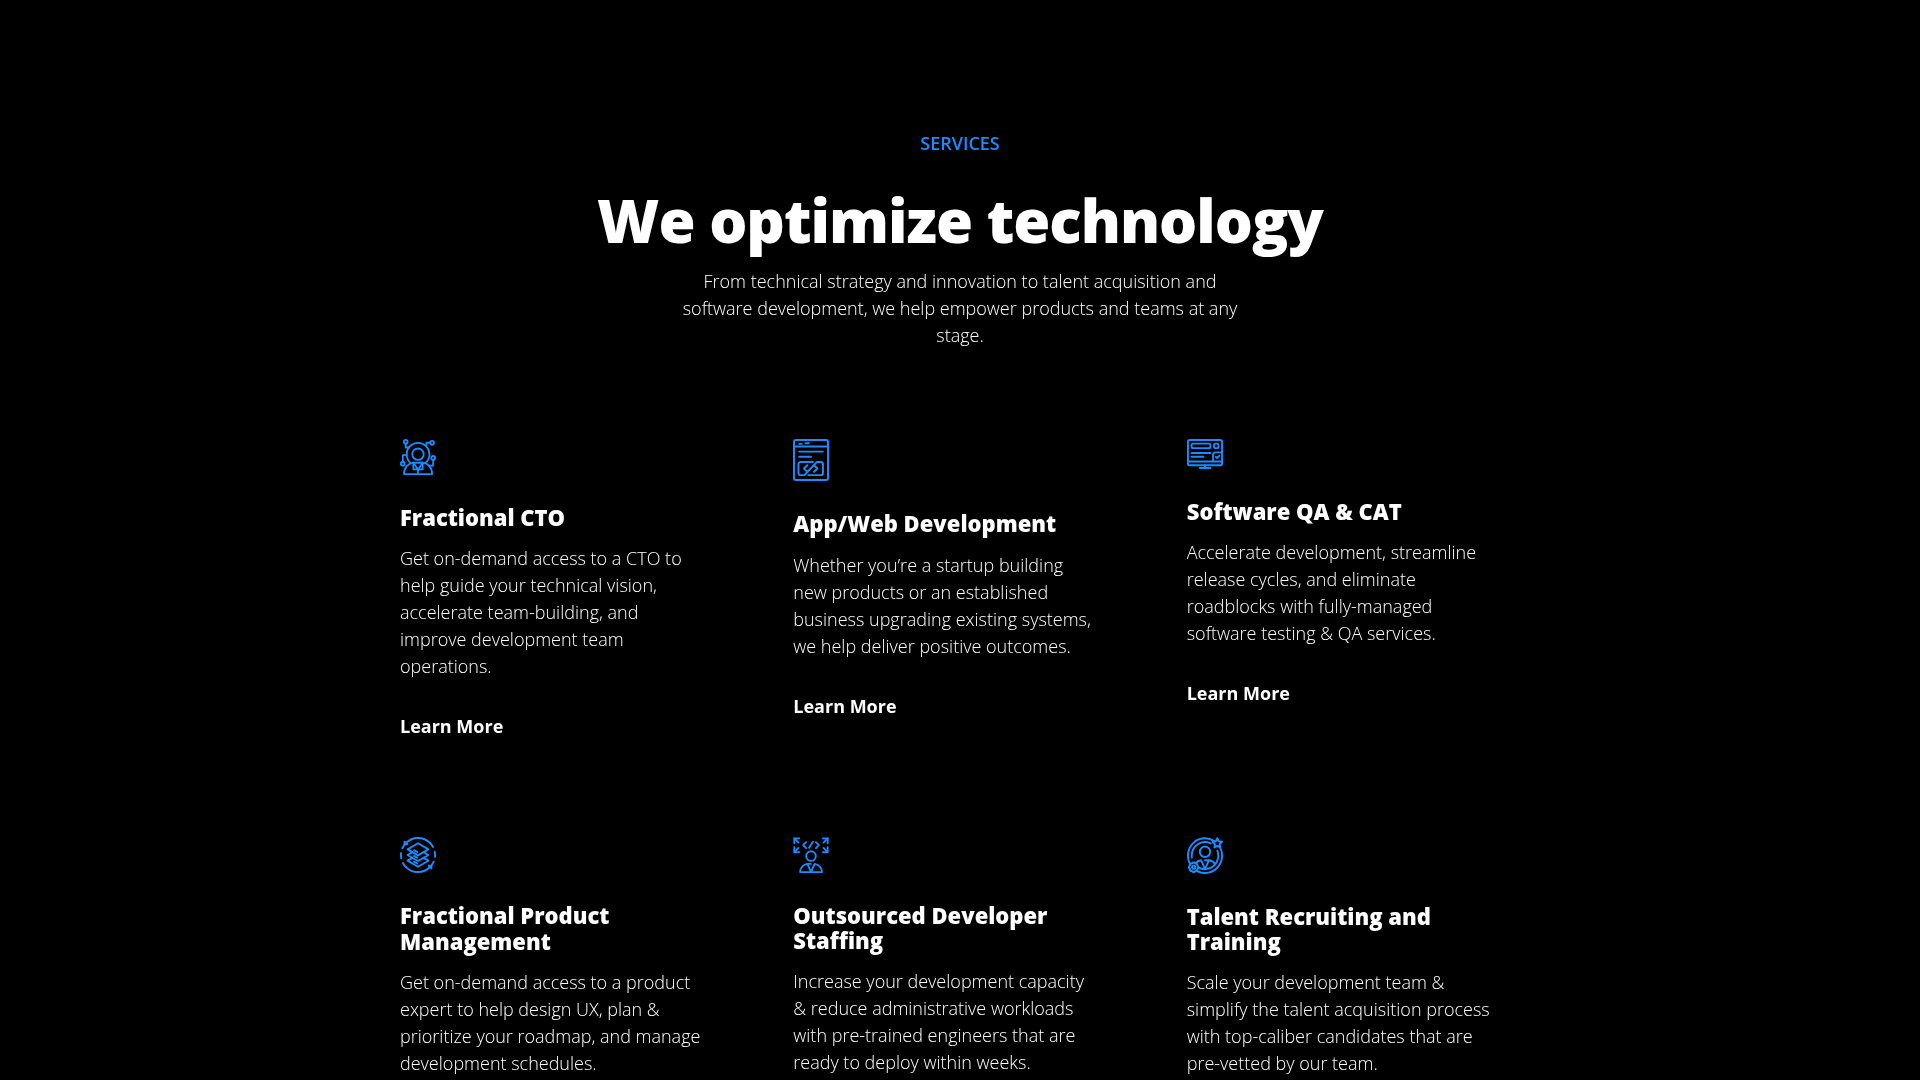 SERVICES
We optimize technology
From technical strategy and innovation to talent acquisition and
software development, we help empower products and teams at any
stage.
Fractional CTO
Get on-demand access to a CTO to
help guide your technical vision,
accelerate team-building, and
improve development team
operations.
Learn More
App/Web Development
Whether you’re a startup building
new products or an established
business upgrading existing systems,
we help deliver positive outcomes.
Learn More
Software QA & CAT
Accelerate development, streamline
release cycles, and eliminate
roadblocks with fully-managed
software testing & QA services.
Learn More
Fractional Product
Management
Get on-demand access to a product
expert to help design UX, plan &
prioritize your roadmap, and manage
development schedules.
Outsourced Developer
Staffing
Increase your development capacity
& reduce administrative workloads
with pre-trained engineers that are
ready to deploy within weeks.
Talent Recruiting and
Training
Scale your development team &
simplify the talent acquisition process
with top-caliber candidates that are
pre-vetted by our team.